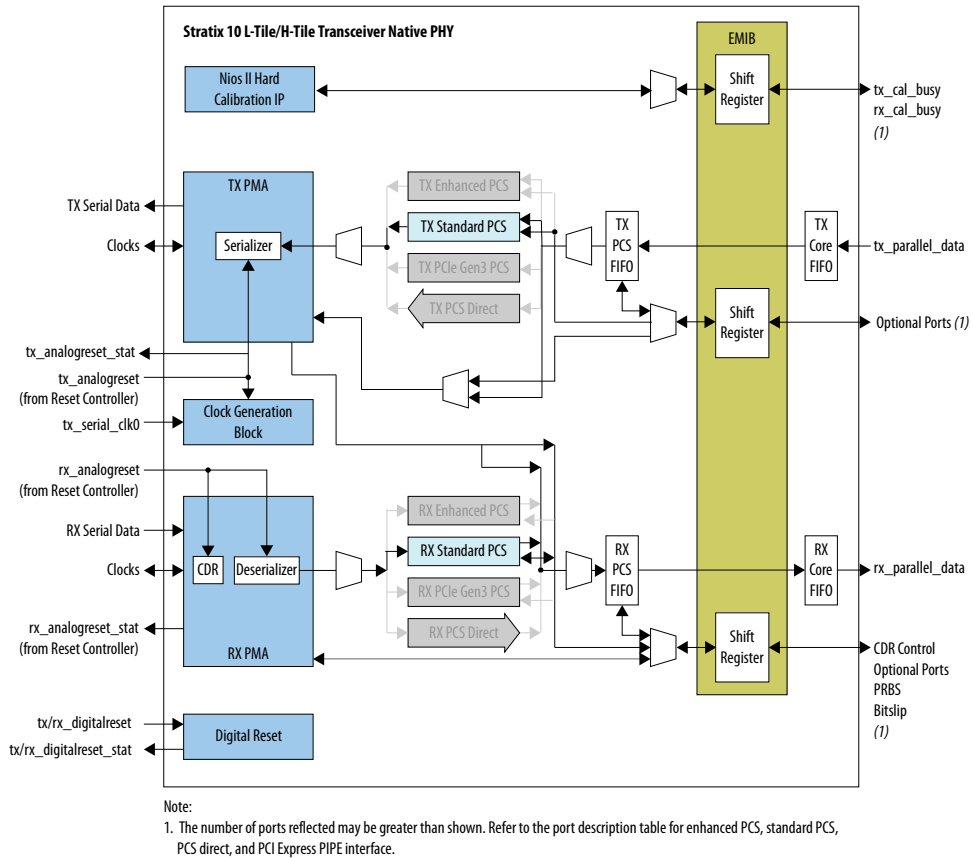 Stratix 10 L-Tile/H-Tile Transceiver Native PHY
EMIB
Nios II Hard
Calibration IP
Shift
Register
tx_cal_busy
rx_cal_busy
(1)
TX PMA
TX Serial Data
Clocks
Serializer
TX Enhanced PCS
TX Standard PCS
TX PCIe Gen3 PCS
TX PCS Direct
TX
PCS
FIFO
TX
Core
FIFO
tx_parallel_data
Shift
Register
Optional Ports (1)
tx_analogreset_stat
tx_analogreset
(from Reset Controller)
tx_serial_clk0
Clock Generation
Block
rx_analogreset
(from Reset Controller)
RX Serial Data
Clocks
CDR
Deserializer
rx_analogreset_stat
(from Reset Controller)
RX PMA
RX Enhanced PCS
RX Standard PCS
RX PCIe Gen3 PCS
RX PCS Direct
RX
PCS
FIFO
RX
Core
FIFO
rx_parallel_data
Shift
Register
CDR Control
Optional Ports
PRBS
Bitslip
(1)
tx/rx_digitalreset
tx/rx_digitalreset_stat
Digital Reset
Note:
1. The number of ports reflected may be greater than shown. Refer to the port description table for enhanced PCS, standard PCS,
PCS direct, and PCI Express PIPE interface.